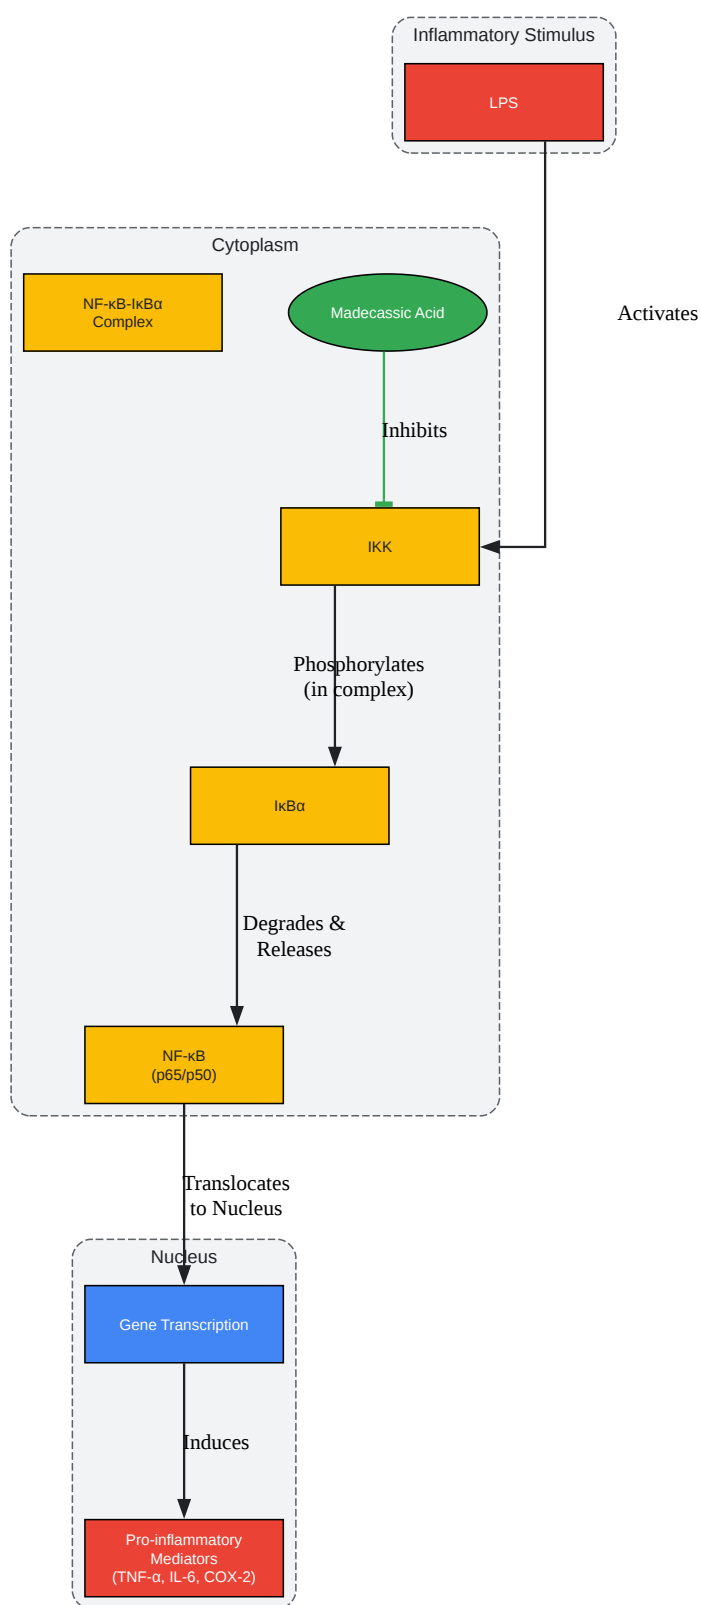 Inflammatory Stimulus
LPS
Cytoplasm
NF-κB-IκBα
Complex
Madecassic Acid
Activates
Inhibits
IKK
Phosphorylates
(in complex)
IκBα
Degrades &
Releases
NF-κB
(p65/p50)
Translocates
to Nucleus
Nucleus
Gene Transcription
Induces
Pro-inflammatory
Mediators
(TNF-α, IL-6, COX-2)